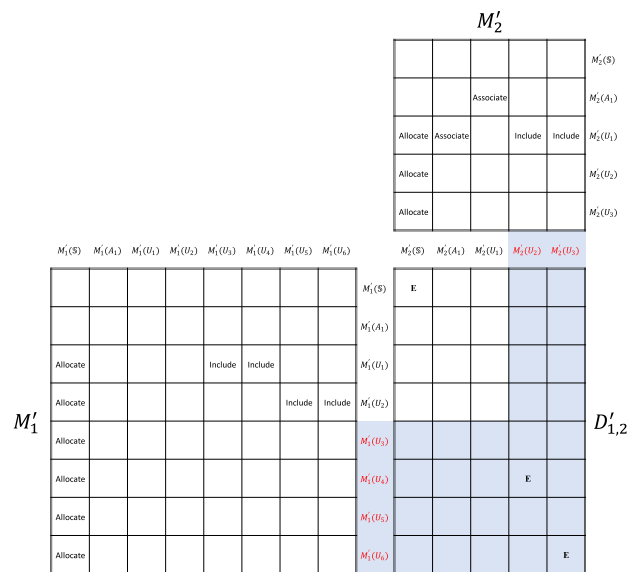 M′₂
M′₂(𝕊)
Associate M′₂(A₁)
Allocate Associate Include Include M′₂(U₁)
Allocate M′₂(U₂)
Allocate M′₂(U₃)
M′₁(𝕊) M′₁(A₁) M′₁(U₁) M′₁(U₂) M′₁(U₃) M′₁(U₄) M′₁(U₅) M′₁(U₆) M′₂(𝕊) M′₂(A₁) M′₂(U₁) M′₂(U₂) M′₂(U₃)
M′₁(𝕊) E
M′₁(A₁)
Allocate Include Include M′₁(U₁)
Allocate Include Include M′₁(U₂)
M′₁ D′₁,₂
Allocate M′₁(U₃)
Allocate M′₁(U₄) E
Allocate M′₁(U₅)
Allocate M′₁(U₆) E